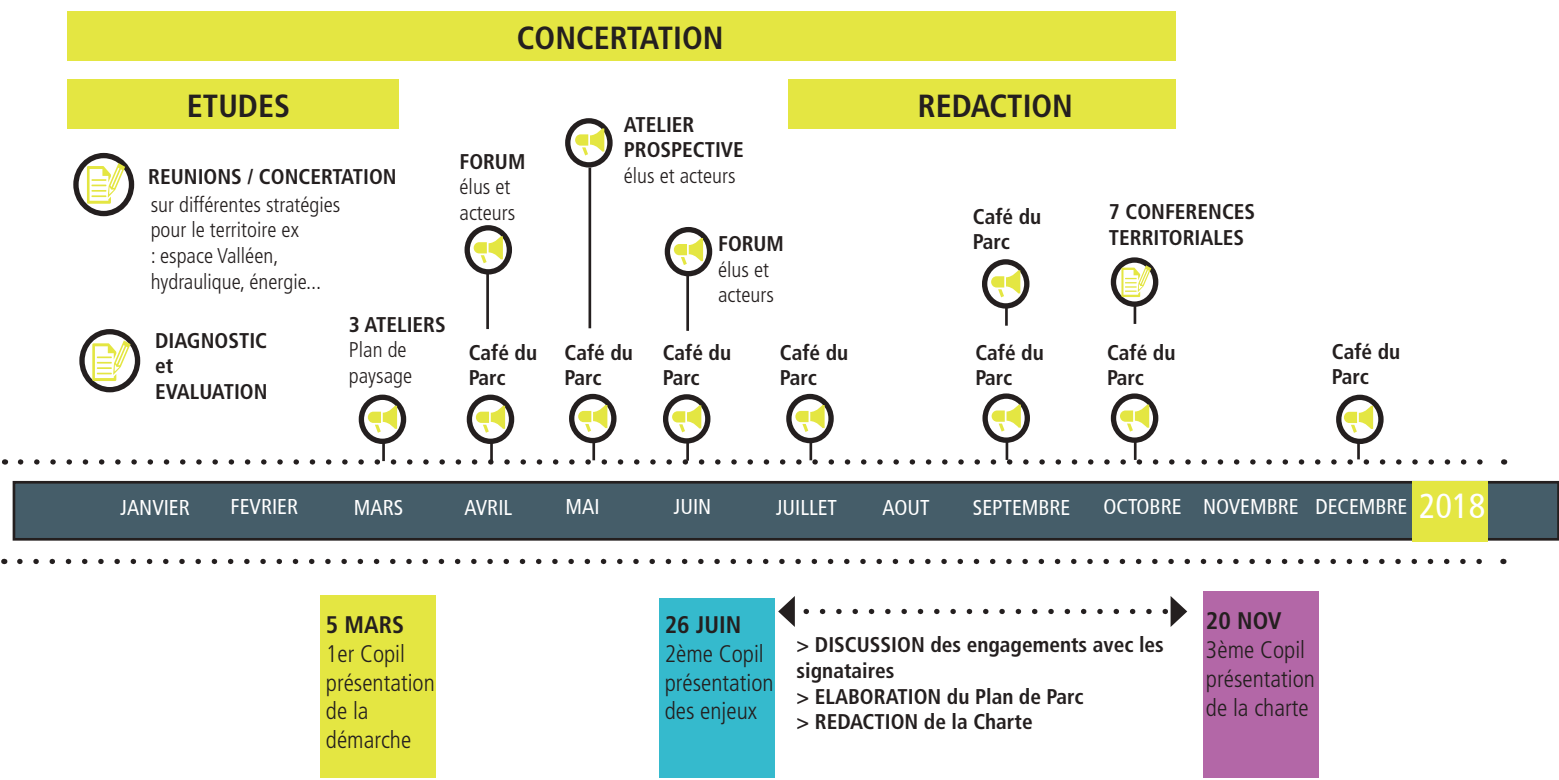 CONCERTATION
ETUDES
REDACTION
REUNIONS / CONCERTATION
sur différentes stratégies
pour le territoire ex
: espace Valléen,
hydraulique, énergie...
DIAGNOSTIC
et
EVALUATION
3 ATELIERS
Plan de
paysage
FORUM
élus et
acteurs
Café du
Parc
ATELIER
PROSPECTIVE
élus et acteurs
Café du
Parc
FORUM
élus et
acteurs
Café du
Parc
Café du
Parc
Café du
Parc
Café du
Parc
7 CONFERENCES
TERRITORIALES
Café du
Parc
Café du
Parc
JANVIER FEVRIER MARS AVRIL MAI JUIN JUILLET AOUT SEPTEMBRE OCTOBRE NOVEMBRE DECEMBRE 2018
5 MARS
1er Copil
présentation
de la
démarche
26 JUIN
2ème Copil
présentation
des enjeux
> DISCUSSION des engagements avec les
signataires
> ELABORATION du Plan de Parc
> REDACTION de la Charte
20 NOV
3ème Copil
présentation
de la charte